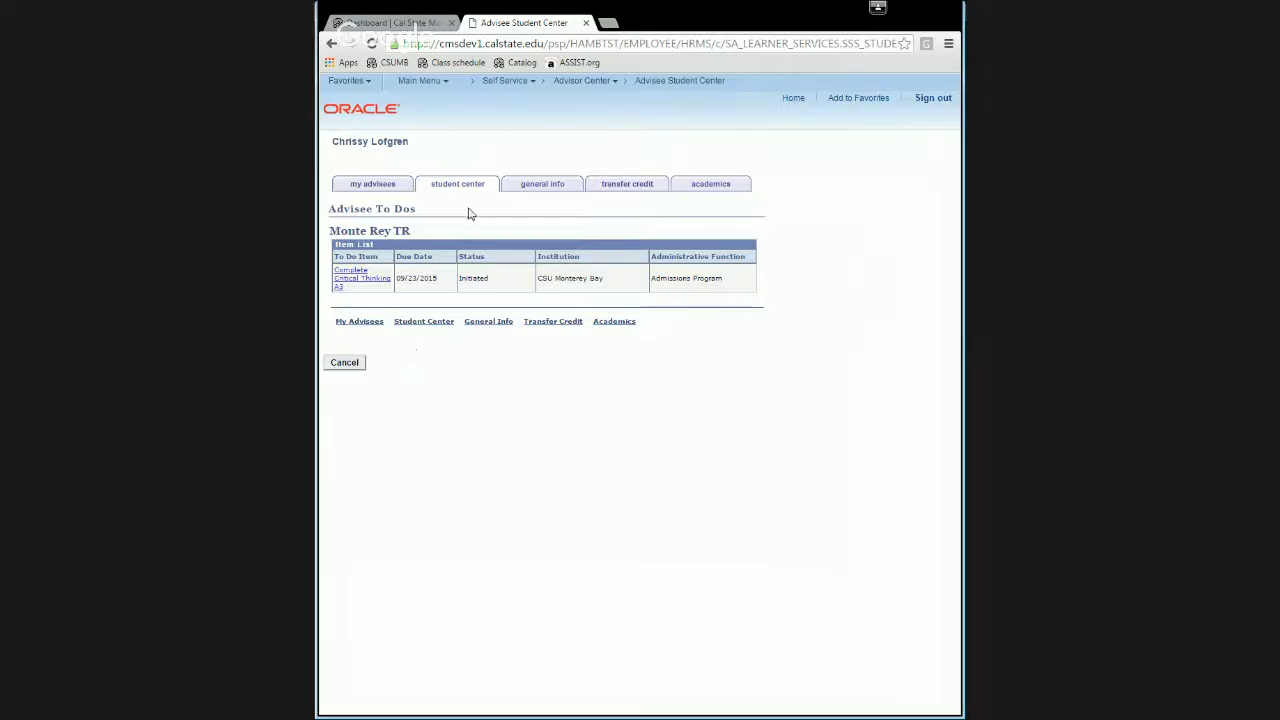 Dashboard | Cal State Mo
Advisee Student Center
Google
https://cmsdev1.calstate.edu/psp/HAMBTST/EMPLOYEE/HRMS/c/SA_LEARNER_SERVICES.SSS_STUDE
Apps CSUMB Class schedule Catalog ASSIST.org
Favorites Main Menu > Self Service > Advisor Center > Advisee Student Center
Home Add to Favorites Sign out
ORACLE
Chrissy Lofgren
my advisees student center general info transfer credit academics
Advisee To Dos
Monte Rey TR
Item List
To Do Item Due Date Status Institution Administrative Function
Complete
Critical Thinking 09/23/2015 Initiated CSU Monterey Bay Admissions Program
A3
My Advisees Student Center General Info Transfer Credit Academics
Cancel